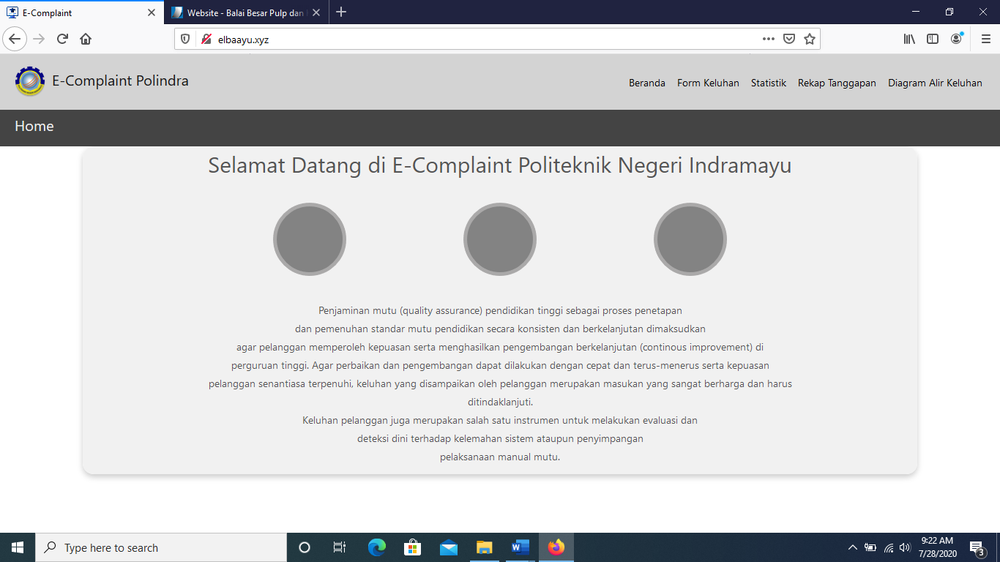 E-Complaint
Website - Balai Besar Pulp dan
elbaayu.xyz
E-Complaint Polindra
Beranda Form Keluhan Statistik Rekap Tanggapan Diagram Alir Keluhan
Home
Selamat Datang di E-Complaint Politeknik Negeri Indramayu
Penjaminan mutu (quality assurance) pendidikan tinggi sebagai proses penetapan
dan pemenuhan standar mutu pendidikan secara konsisten dan berkelanjutan dimaksudkan
agar pelanggan memperoleh kepuasan serta menghasilkan pengembangan berkelanjutan (continous improvement) di
perguruan tinggi. Agar perbaikan dan pengembangan dapat dilakukan dengan cepat dan terus-menerus serta kepuasan
pelanggan senantiasa terpenuhi, keluhan yang disampaikan oleh pelanggan merupakan masukan yang sangat berharga dan harus
ditindaklanjuti.
Keluhan pelanggan juga merupakan salah satu instrumen untuk melakukan evaluasi dan
deteksi dini terhadap kelemahan sistem ataupun penyimpangan
pelaksanaan manual mutu.
Type here to search
9:22 AM
7/28/2020
3